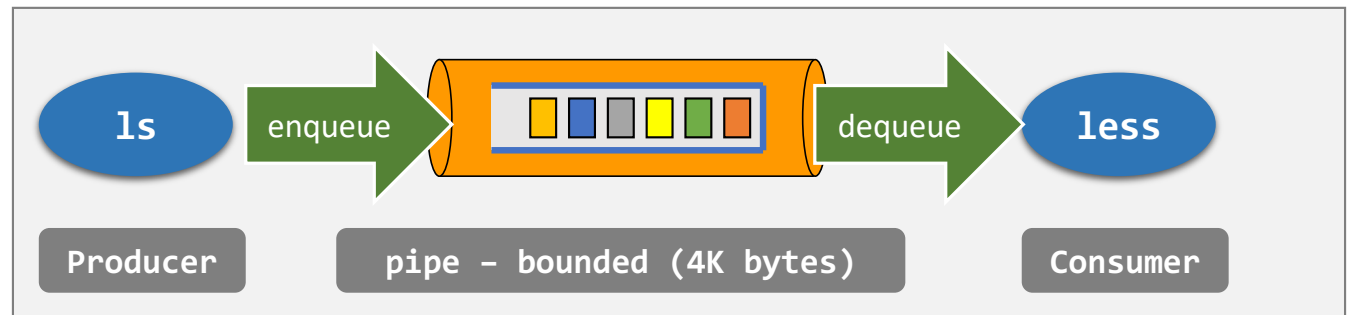 ls
enqueue
dequeue
less
Producer
pipe – bounded (4K bytes)
Consumer